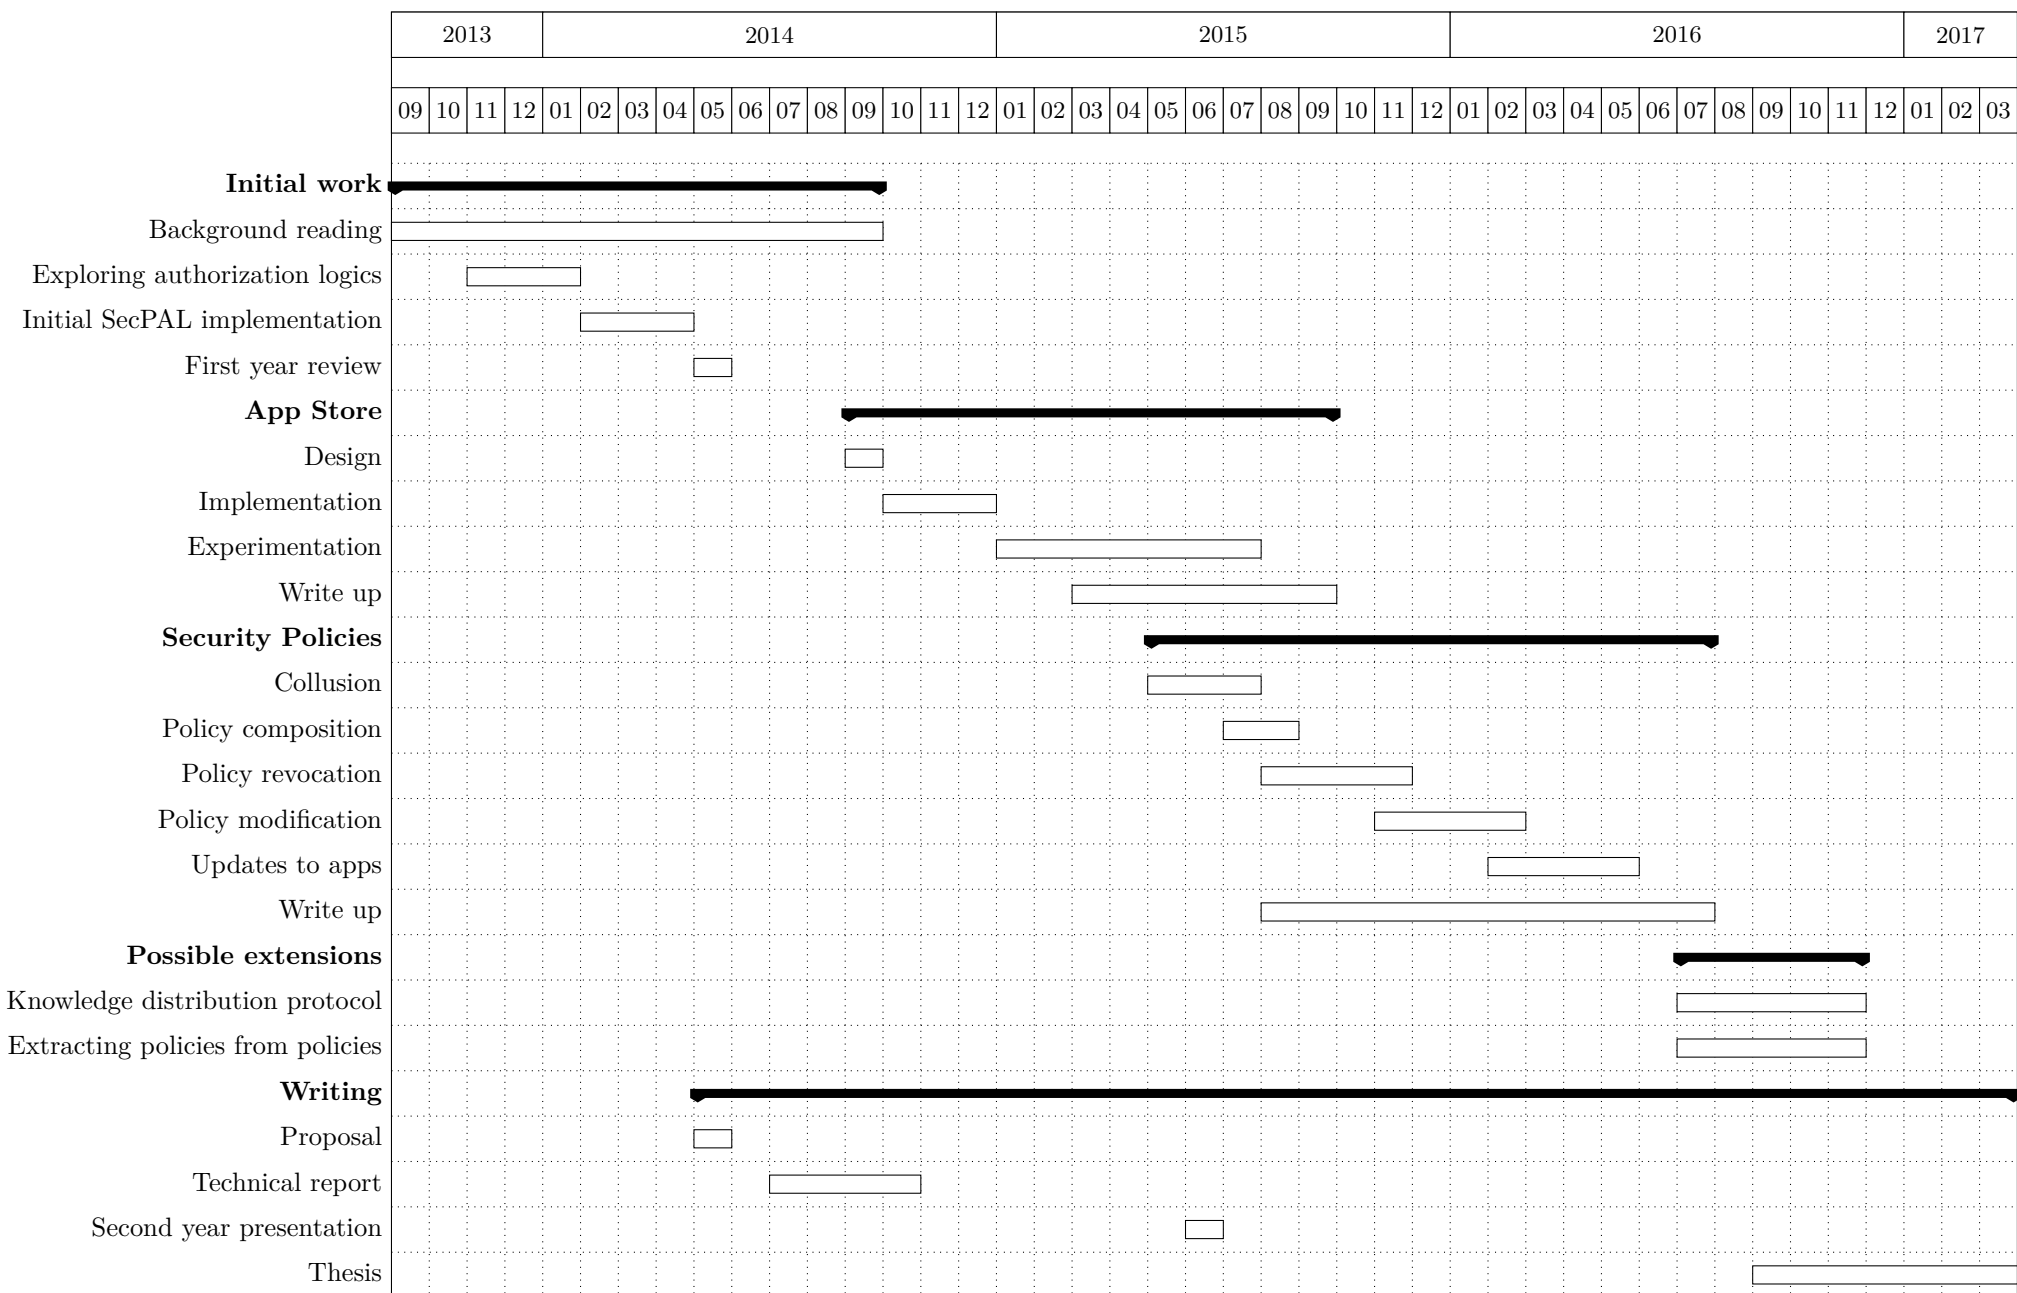 2013 2014 2015 2016 2017
09 10 11 12 01 02 03 04 05 06 07 08 09 10 11 12 01 02 03 04 05 06 07 08 09 10 11 12 01 02 03 04 05 06 07 08 09 10 11 12 01 02 03
Initial work
Background reading
Exploring authorization logics
Initial SecPAL implementation
First year review
App Store
Design
Implementation
Experimentation
Write up
Security Policies
Collusion
Policy composition
Policy revocation
Policy modification
Updates to apps
Write up
Possible extensions
Knowledge distribution protocol
Extracting policies from policies
Writing
Proposal
Technical report
Second year presentation
Thesis